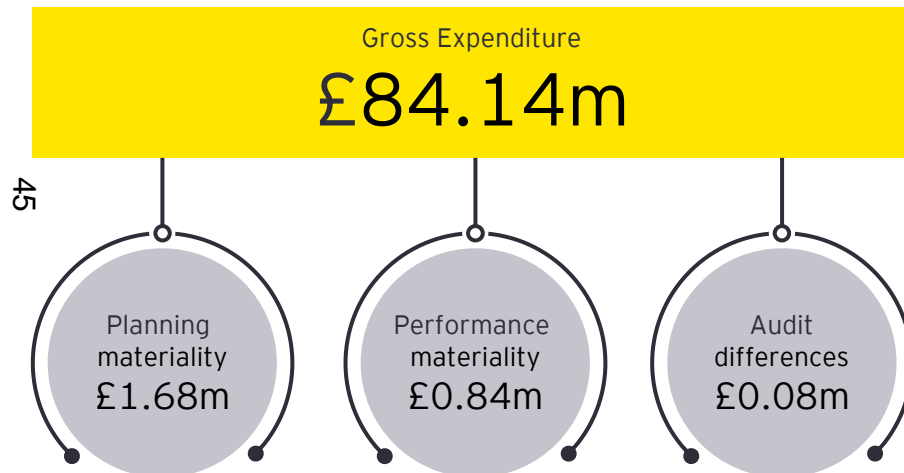 Gross Expenditure
£84.14m
45
Planning
materiality
£1.68m
Performance
materiality
£0.84m
Audit
differences
£0.08m